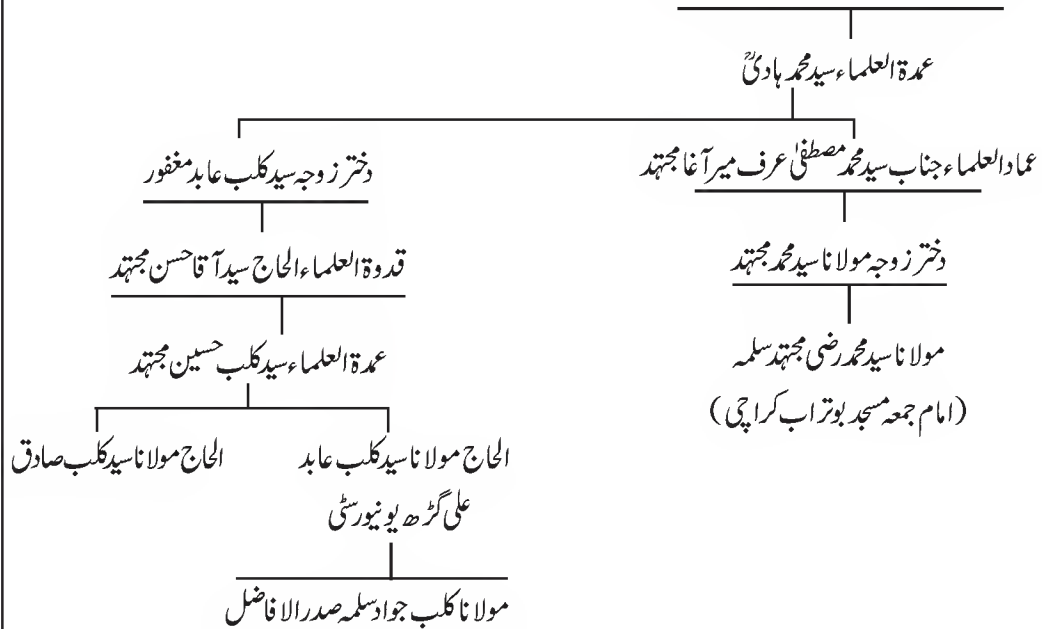 عمدۃ العلماء سید محمد ہادیؒ
عماد العلماء جناب سید محمد مصطفیٰ عرف میر آغا مجتہد
دختر زوجہ سید کلب عابد مغفور
دختر زوجہ مولانا سید محمد مجتہد
قدوۃ العلماء الحاج سید آقا حسن مجتہد
مولانا سید محمد رضی مجتہد سلمہ
عمدۃ العلماء سید کلب حسین مجتہد
(امام جمعہ مسجد بوتراب کراچی)
الحاج مولانا سید کلب عابد
الحاج مولانا سید کلب صادق
علی گڑھ یونیورسٹی
مولانا کلب جواد سلمہ صدر الافاضل